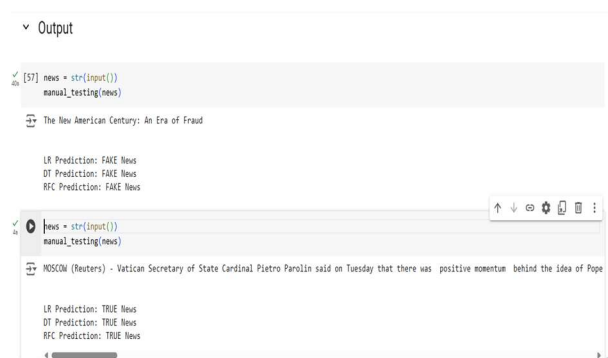 Output
40s [57] news = str(input())
manual_testing(news)
The New American Century: An Era of Fraud
LR Prediction: FAKE News
DT Prediction: FAKE News
RFC Prediction: FAKE News
4s news = str(input())
manual_testing(news)
MOSCOW (Reuters) - Vatican Secretary of State Cardinal Pietro Parolin said on Tuesday that there was  positive momentum  behind the idea of Pope
LR Prediction: TRUE News
DT Prediction: TRUE News
RFC Prediction: TRUE News